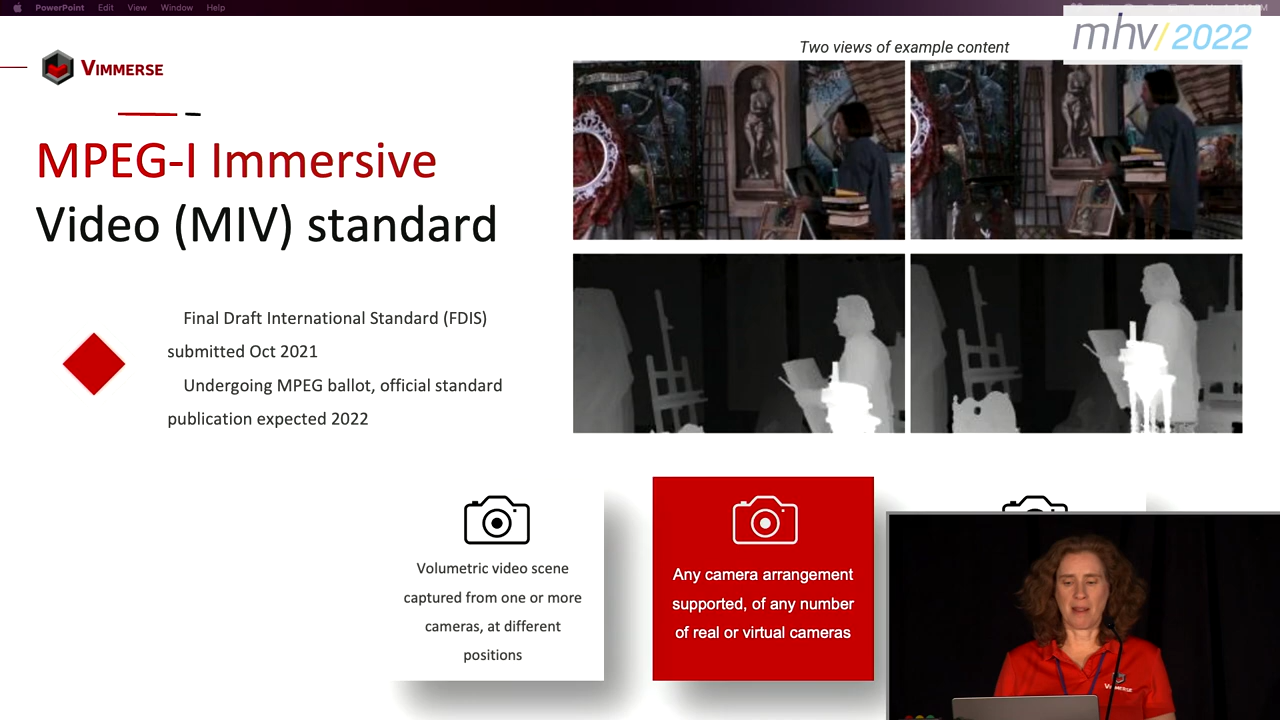 PowerPoint Edit View Window Help
mhv/2022
Two views of example content
VIMMERSE
MPEG-I Immersive
Video (MIV) standard
Final Draft International Standard (FDIS)
submitted Oct 2021
Undergoing MPEG ballot, official standard
publication expected 2022
Volumetric video scene
captured from one or more
cameras, at different
positions
Any camera arrangement
supported, of any number
of real or virtual cameras
VIMMERSE